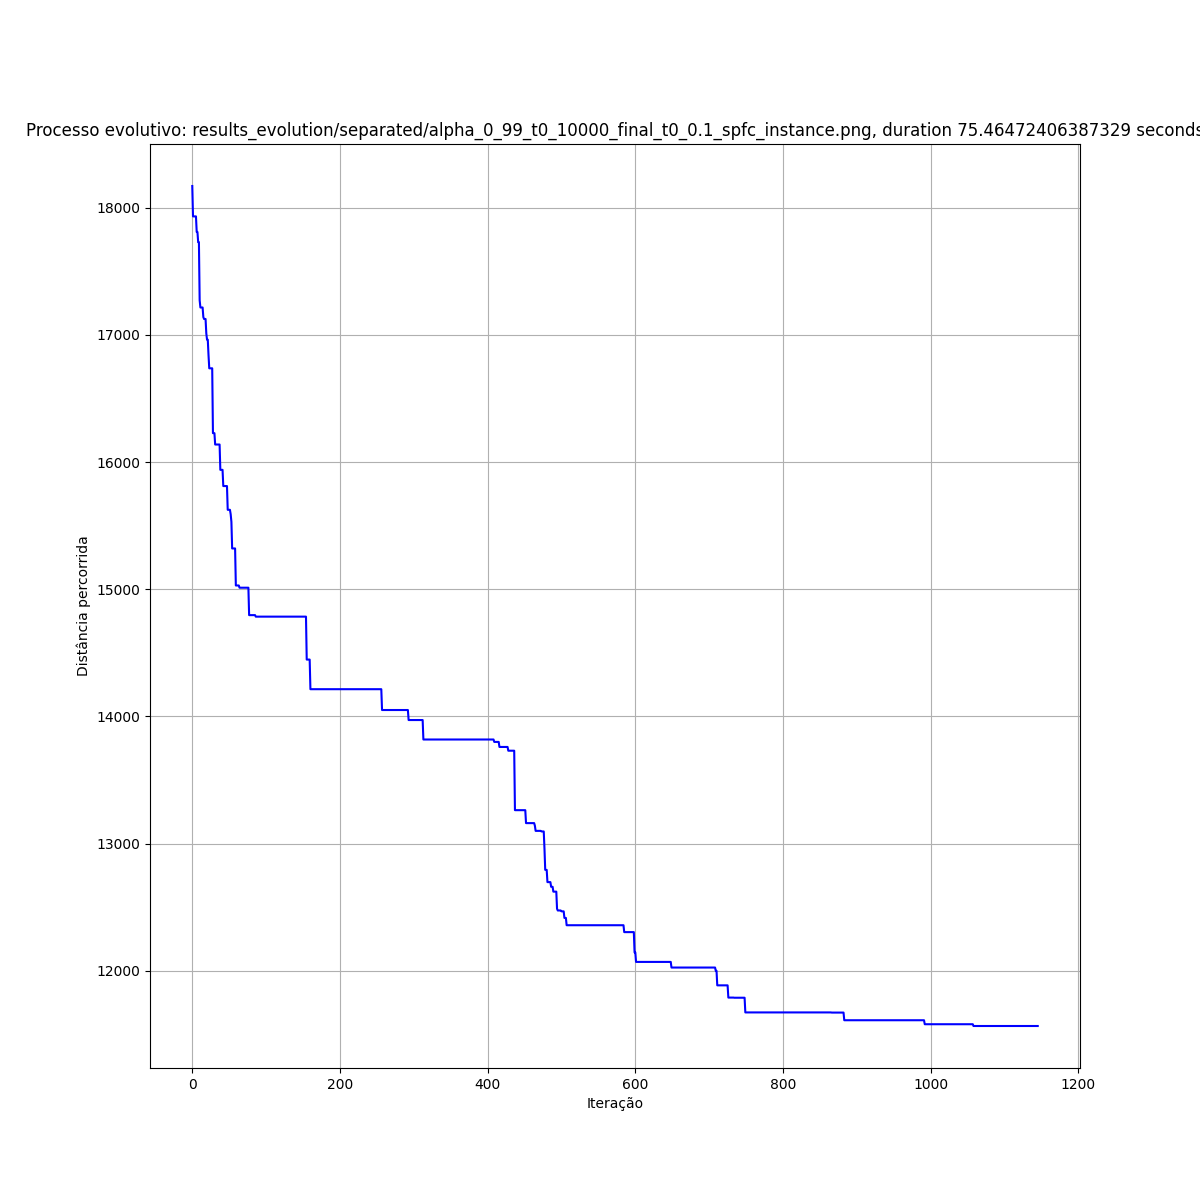 Processo evolutivo: results_evolution/separated/alpha_0_99_t0_10000_final_t0_0.1_spfc_instance.png, duration 75.46472406387329 seconds
18000
17000
16000
15000
14000
13000
12000
Distância percorrida
0 200 400 600 800 1000 1200
Iteração